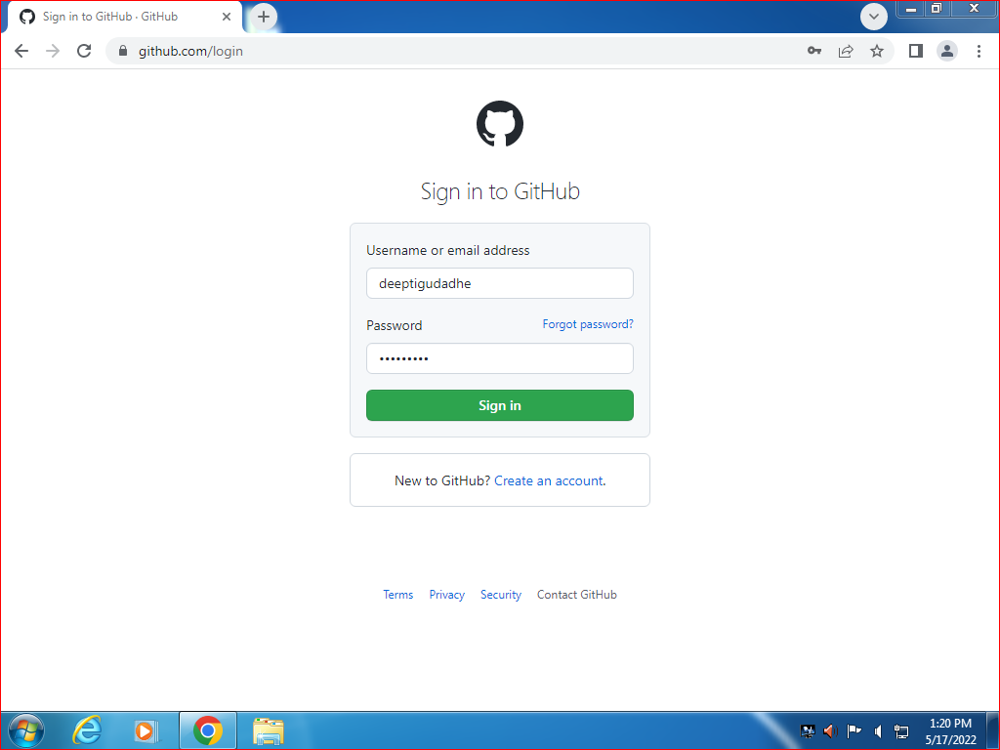 Sign in to GitHub · GitHub
github.com/login
Sign in to GitHub
Username or email address
deeptigudadhe
Password Forgot password?
•••••••••
Sign in
New to GitHub? Create an account.
Terms Privacy Security Contact GitHub
1:20 PM
5/17/2022